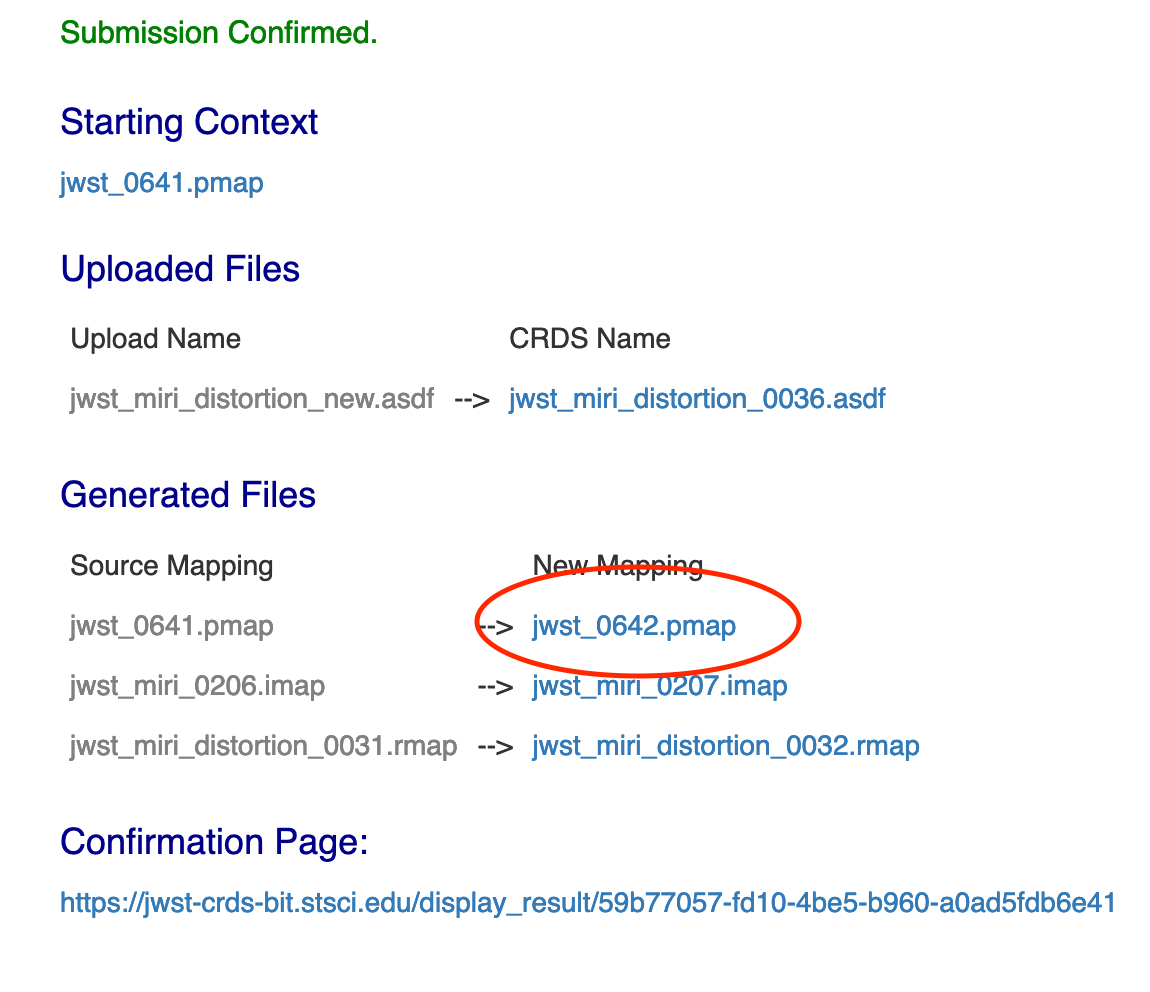 Submission Confirmed.
Starting Context
jwst_0641.pmap
Uploaded Files
Upload Name CRDS Name
jwst_miri_distortion_new.asdf --> jwst_miri_distortion_0036.asdf
Generated Files
Source Mapping New Mapping
jwst_0641.pmap --> jwst_0642.pmap
jwst_miri_0206.imap --> jwst_miri_0207.imap
jwst_miri_distortion_0031.rmap --> jwst_miri_distortion_0032.rmap
Confirmation Page:
https://jwst-crds-bit.stsci.edu/display_result/59b77057-fd10-4be5-b960-a0ad5fdb6e41